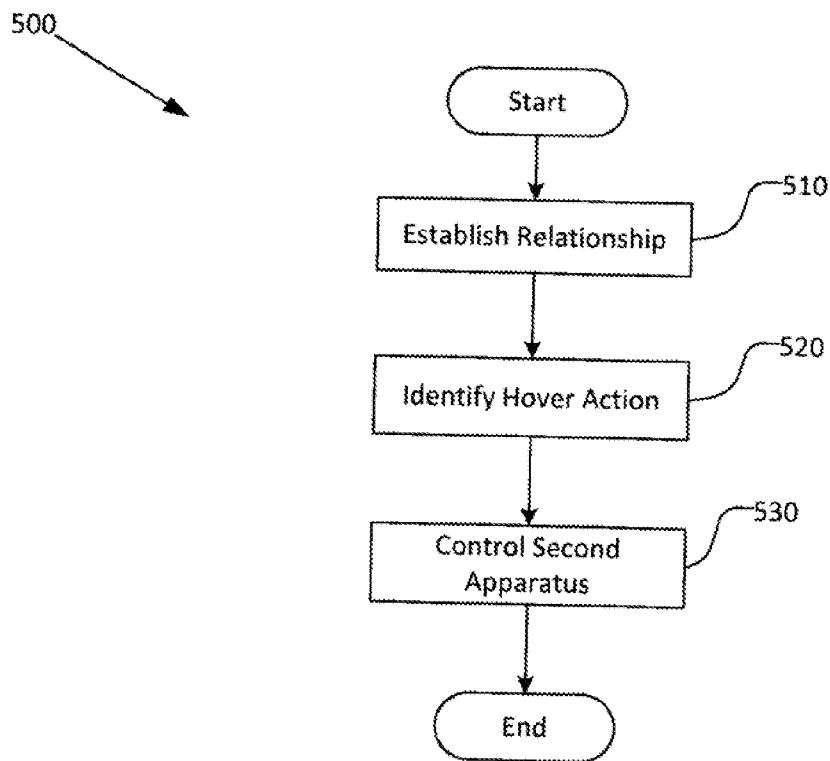 500
Start
510
Establish Relationship
520
Identify Hover Action
530
Control Second
Apparatus
End